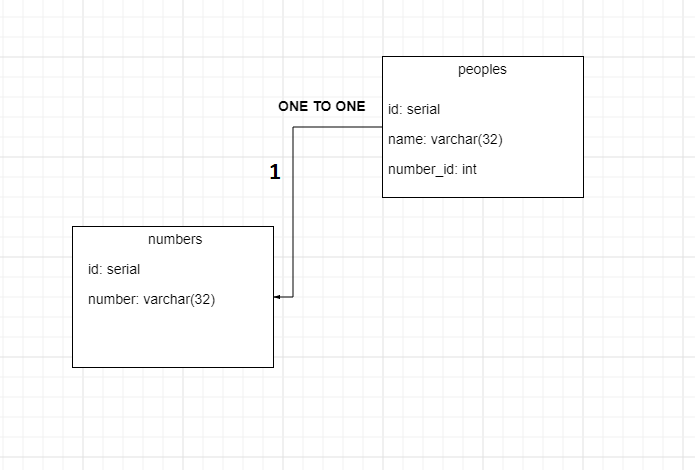 peoples
ONE TO ONE
id: serial
name: varchar(32)
number_id: int
1
numbers
id: serial
number: varchar(32)